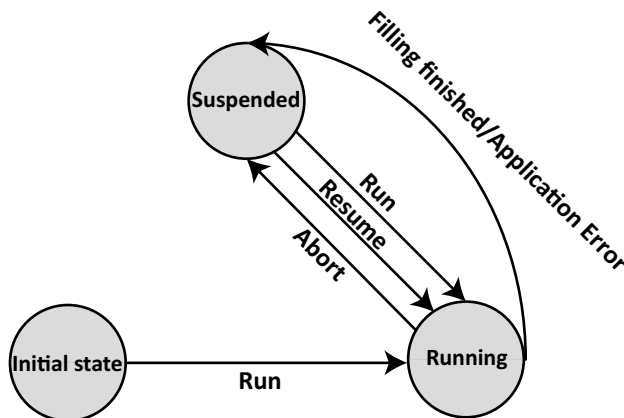 Filling finished/Application Error
Suspended
Run
Resume
Abort
Initial state
Run
Running